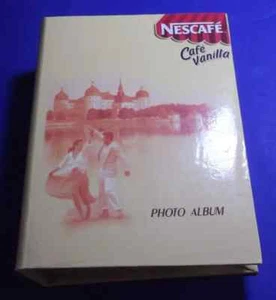 NESCAFÉ
Café
Vanilla
PHOTO ALBUM